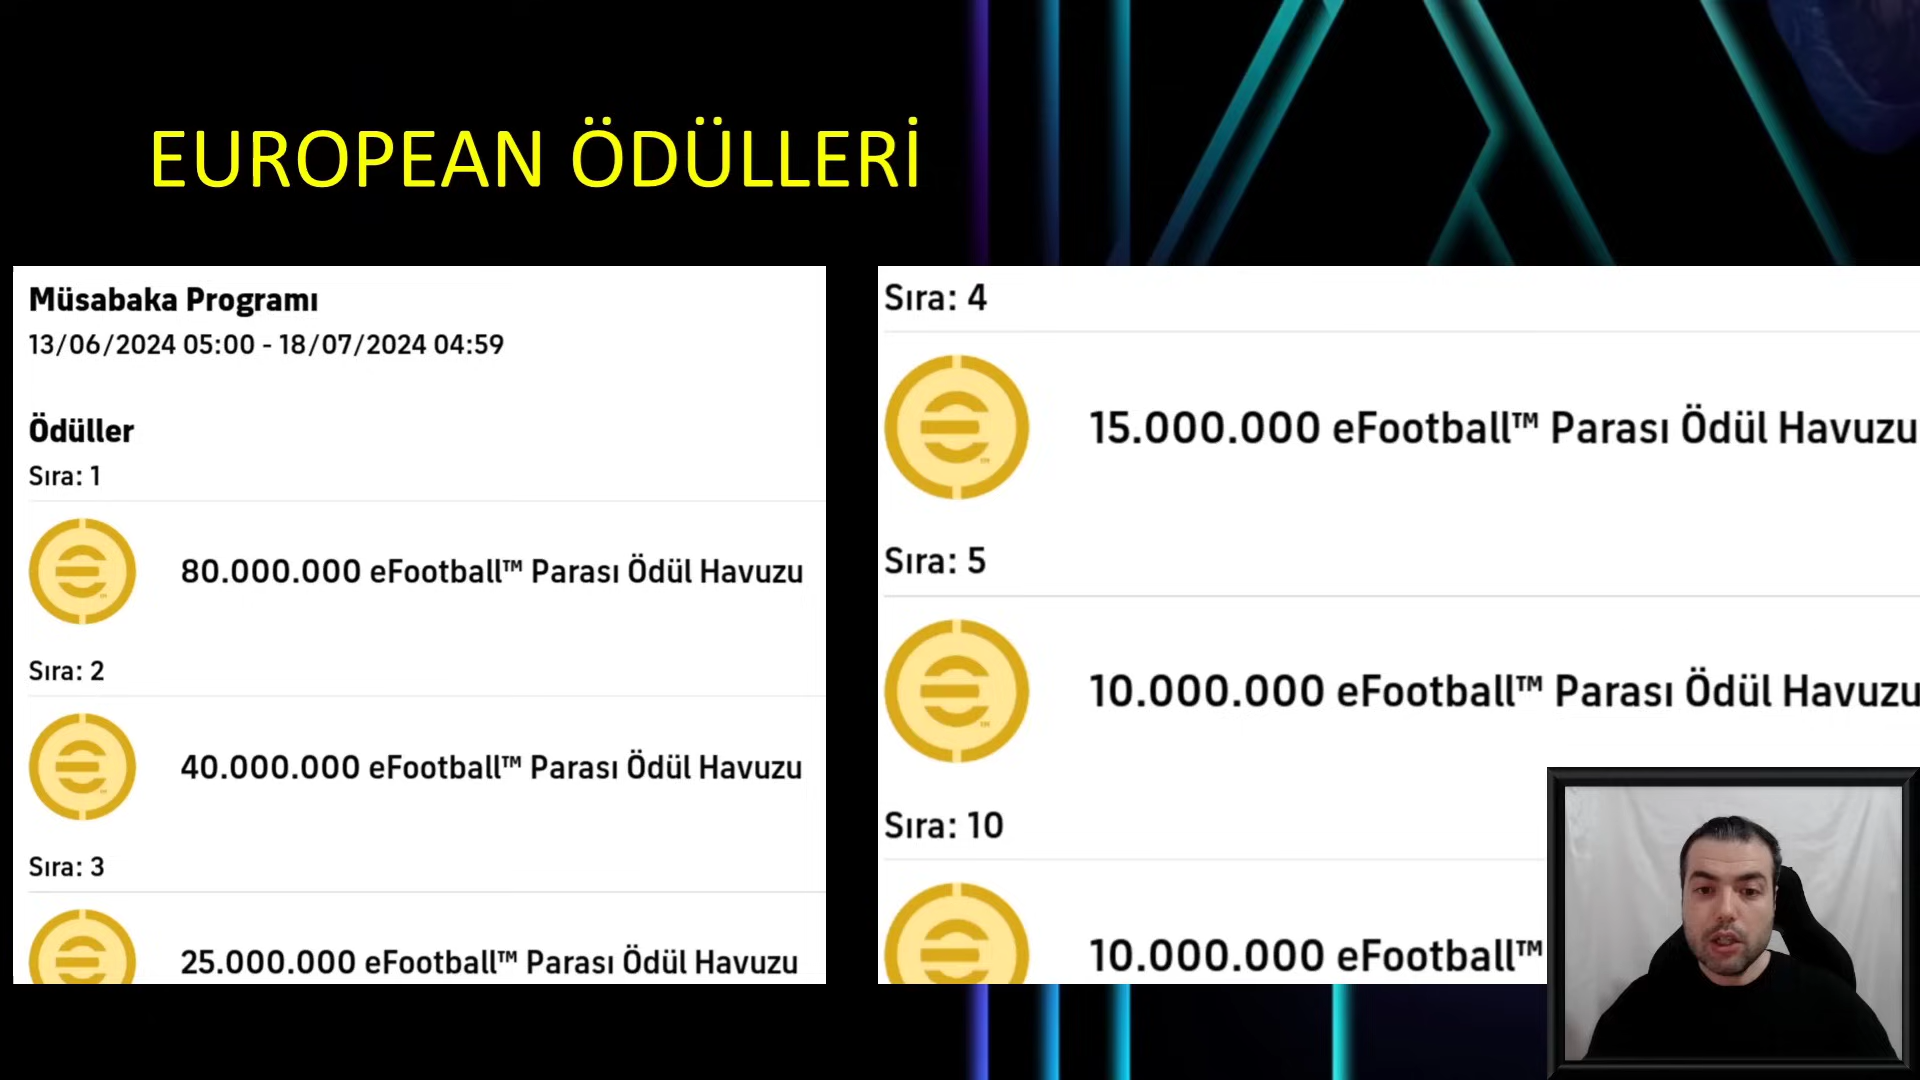 EUROPEAN ÖDÜLLERİ
Müsabaka Programı
13/06/2024 05:00 - 18/07/2024 04:59
Ödüller
Sıra: 1
80.000.000 eFootball™ Parası Ödül Havuzu
Sıra: 2
40.000.000 eFootball™ Parası Ödül Havuzu
Sıra: 3
25.000.000 eFootball™ Parası Ödül Havuzu
Sıra: 4
15.000.000 eFootball™ Parası Ödül Havuzu
Sıra: 5
10.000.000 eFootball™ Parası Ödül Havuzu
Sıra: 10
10.000.000 eFootball™